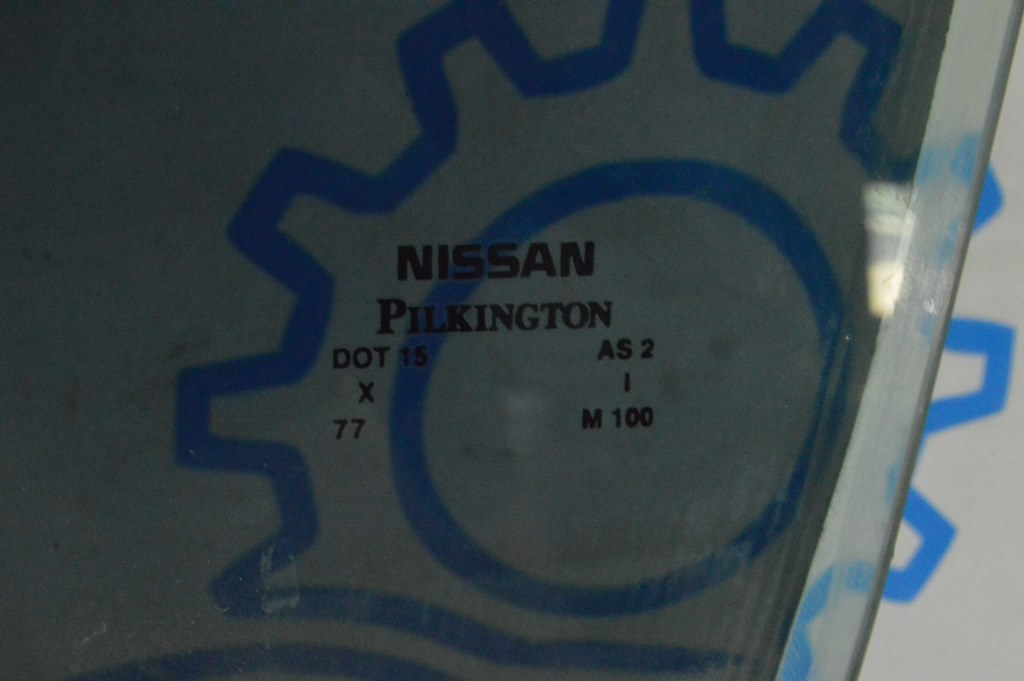 NISSAN
PILKINGTON
DOT 15 AS 2
X I
77 M 100